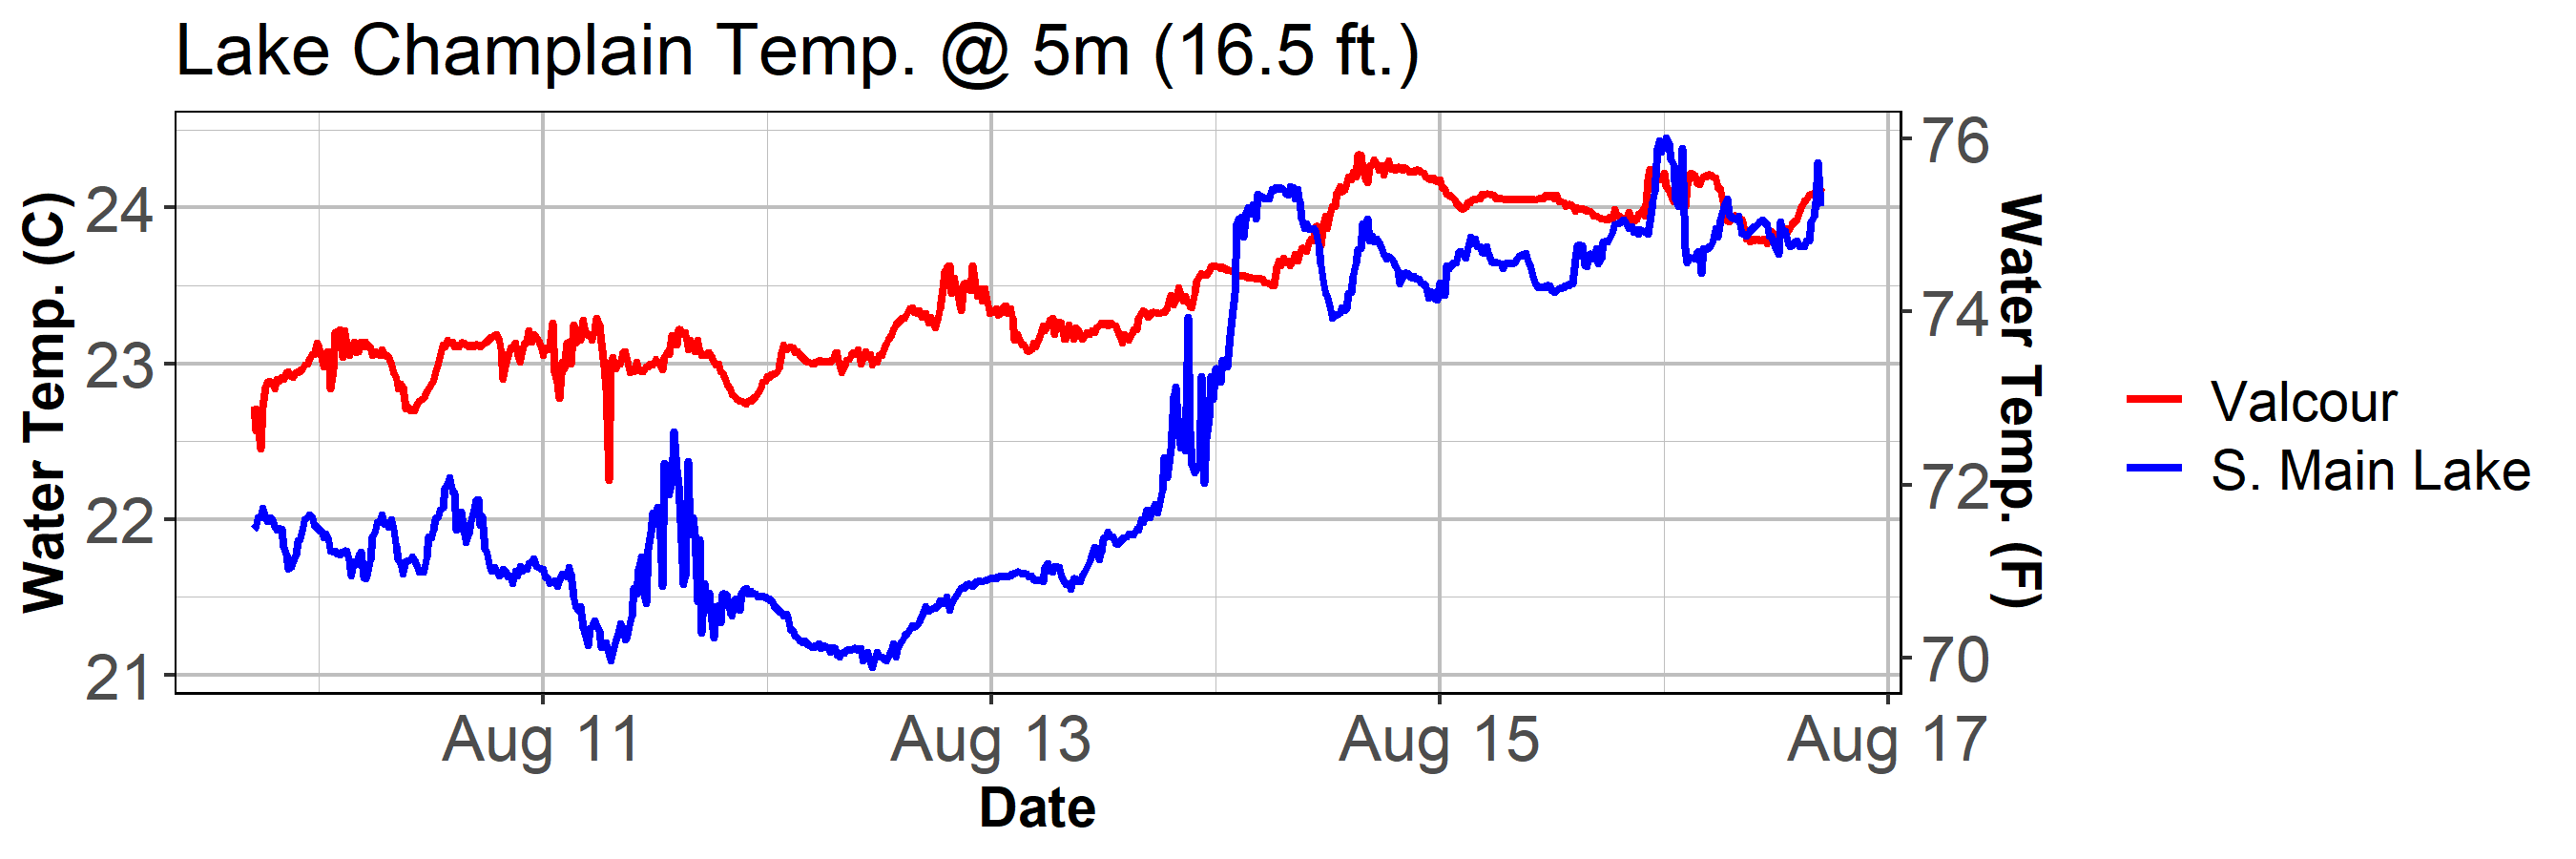 Lake Champlain Temp. @ 5m (16.5 ft.)
Water Temp. (C)
24
23
22
21
76
74
72
70
Water Temp. (F)
Aug 11
Aug 13
Aug 15
Aug 17
Date
Valcour
S. Main Lake